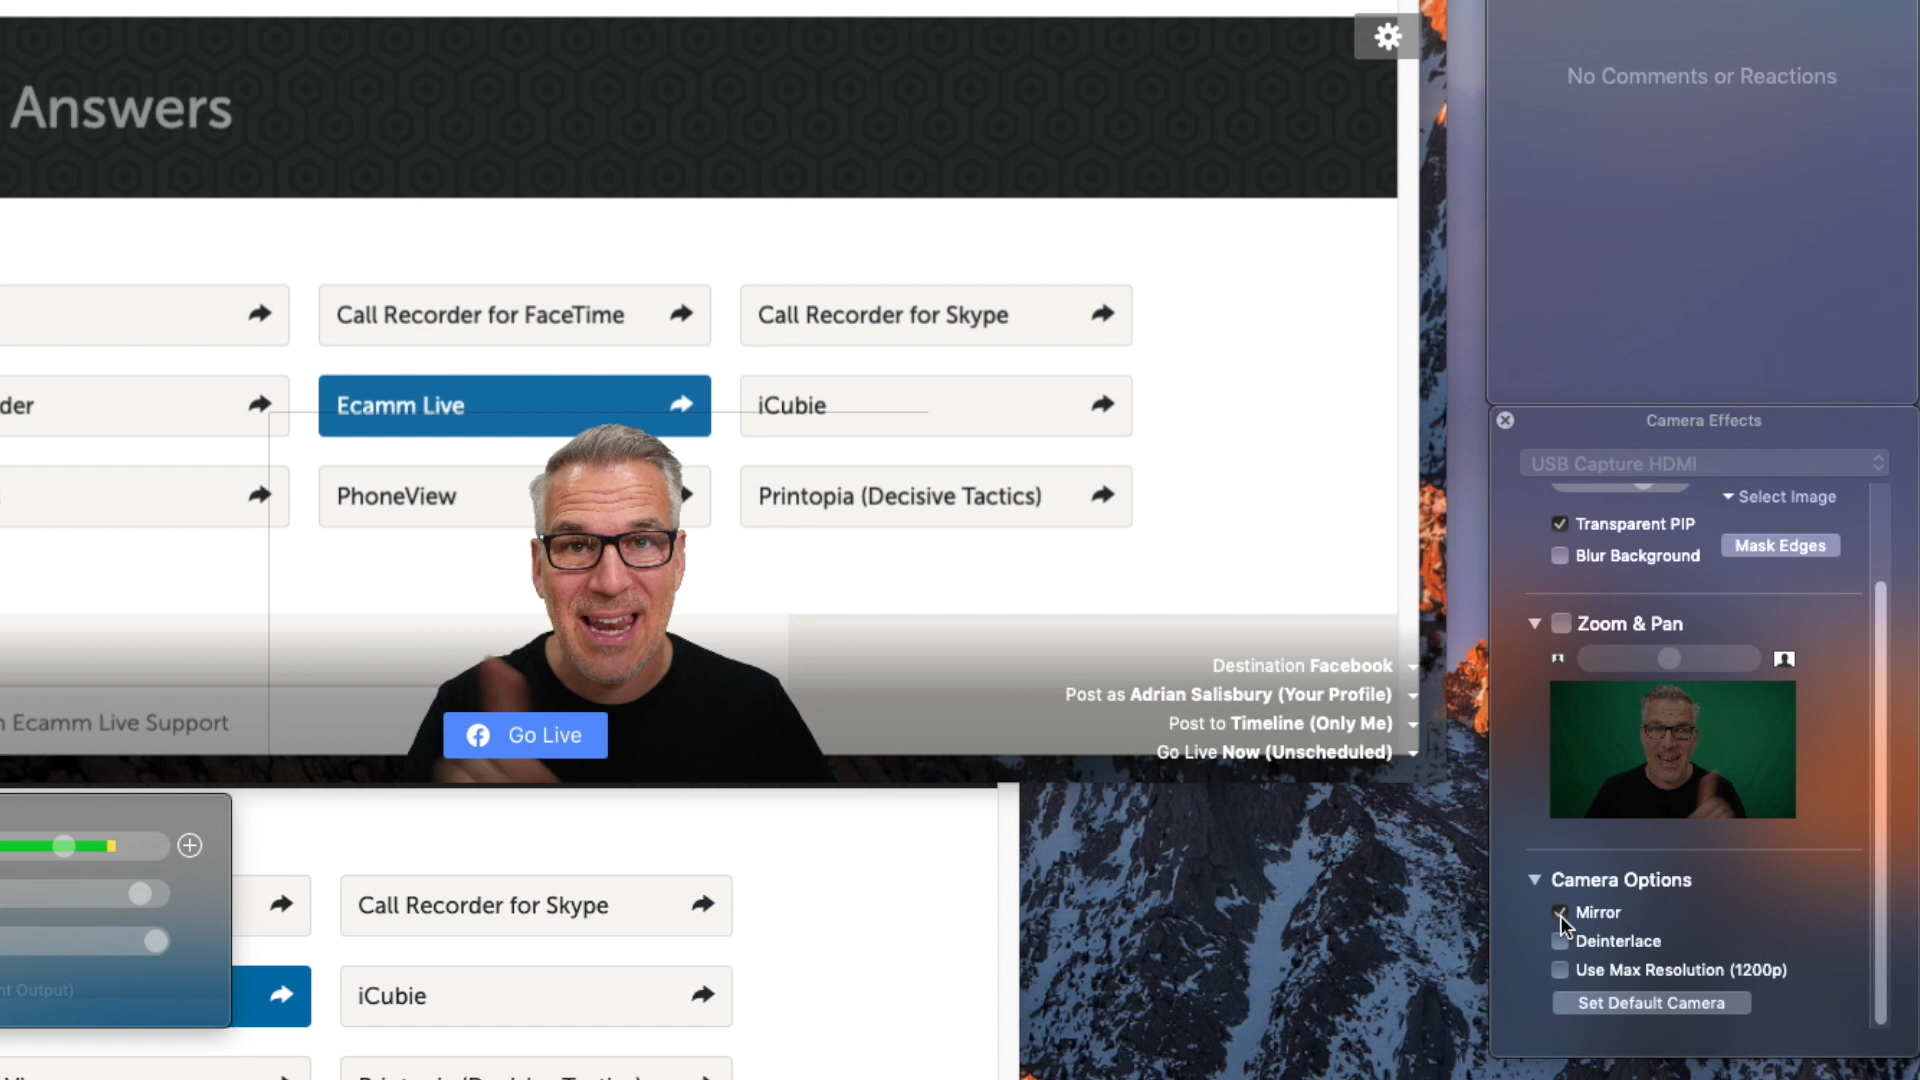 Answers
Call Recorder for FaceTime
Call Recorder for Skype
der
Ecamm Live
iCubie
PhoneView
Printopia (Decisive Tactics)
Ecamm Live Support
Go Live
Destination Facebook
Post as Adrian Salisbury (Your Profile)
Post to Timeline (Only Me)
Go Live Now (Unscheduled)
nt Output)
Call Recorder for Skype
iCubie
No Comments or Reactions
Camera Effects
USB Capture HDMI
Select Image
Transparent PIP
Mask Edges
Blur Background
Zoom & Pan
Camera Options
Mirror
Deinterlace
Use Max Resolution (1200p)
Set Default Camera